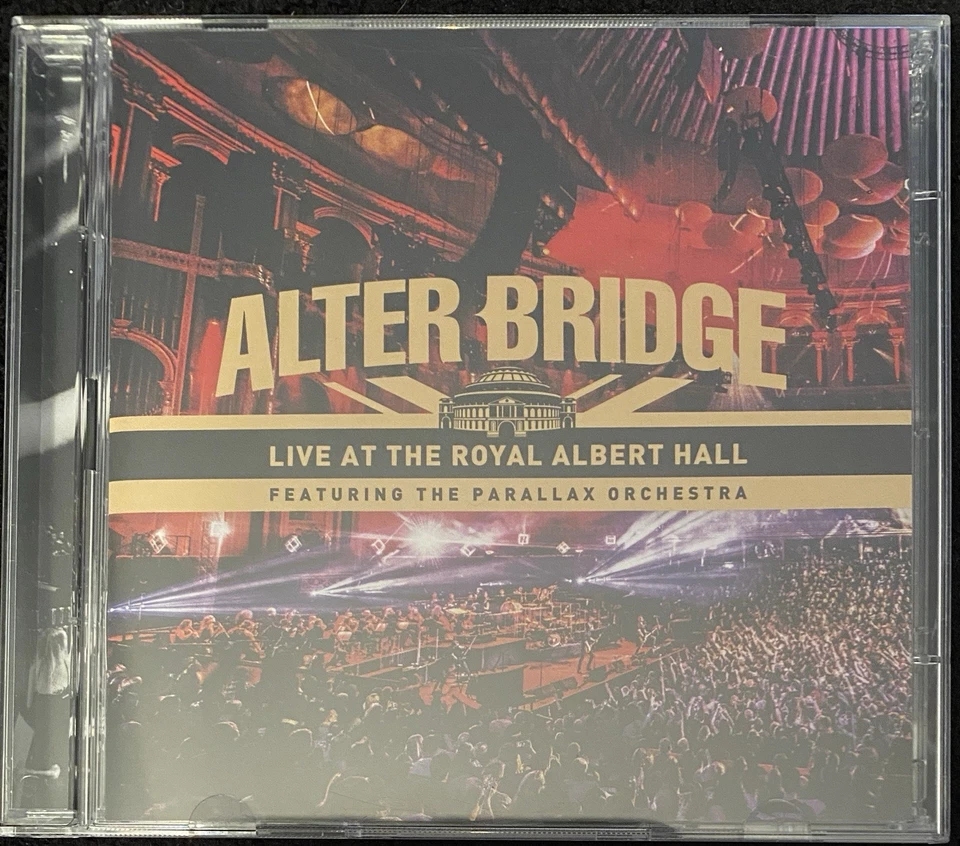 ALTER BRIDGE
LIVE AT THE ROYAL ALBERT HALL
FEATURING THE PARALLAX ORCHESTRA